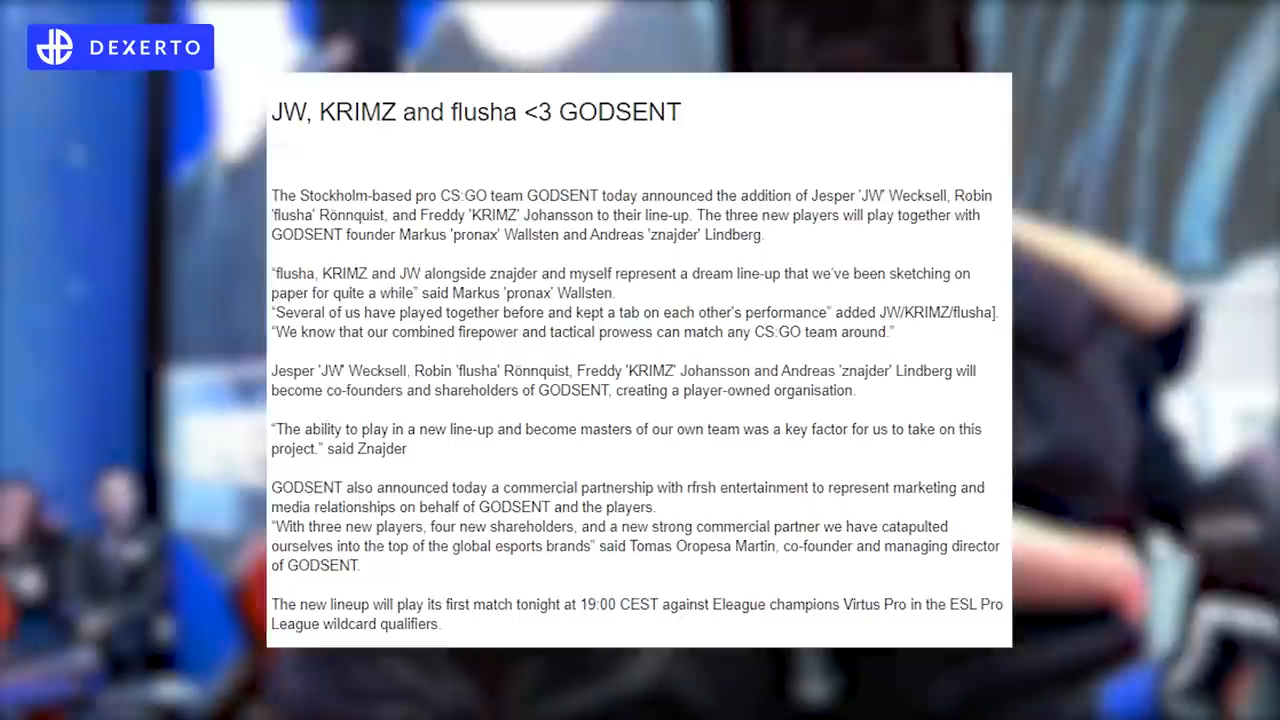 DEXERTO
JW, KRIMZ and flusha <3 GODSENT
The Stockholm-based pro CS:GO team GODSENT today announced the addition of Jesper 'JW' Wecksell, Robin
'flusha' Rönnquist, and Freddy 'KRIMZ' Johansson to their line-up. The three new players will play together with
GODSENT founder Markus 'pronax' Wallsten and Andreas 'znajder' Lindberg.
“flusha, KRIMZ and JW alongside znajder and myself represent a dream line-up that we’ve been sketching on
paper for quite a while” said Markus 'pronax' Wallsten.
“Several of us have played together before and kept a tab on each other’s performance” added JW/KRIMZ/flusha].
“We know that our combined firepower and tactical prowess can match any CS:GO team around.”
Jesper 'JW' Wecksell, Robin 'flusha' Rönnquist, Freddy 'KRIMZ' Johansson and Andreas 'znajder' Lindberg will
become co-founders and shareholders of GODSENT, creating a player-owned organisation.
“The ability to play in a new line-up and become masters of our own team was a key factor for us to take on this
project.” said Znajder
GODSENT also announced today a commercial partnership with rfrsh entertainment to represent marketing and
media relationships on behalf of GODSENT and the players.
“With three new players, four new shareholders, and a new strong commercial partner we have catapulted
ourselves into the top of the global esports brands” said Tomas Oropesa Martin, co-founder and managing director
of GODSENT.
The new lineup will play its first match tonight at 19:00 CEST against Eleague champions Virtus Pro in the ESL Pro
League wildcard qualifiers.